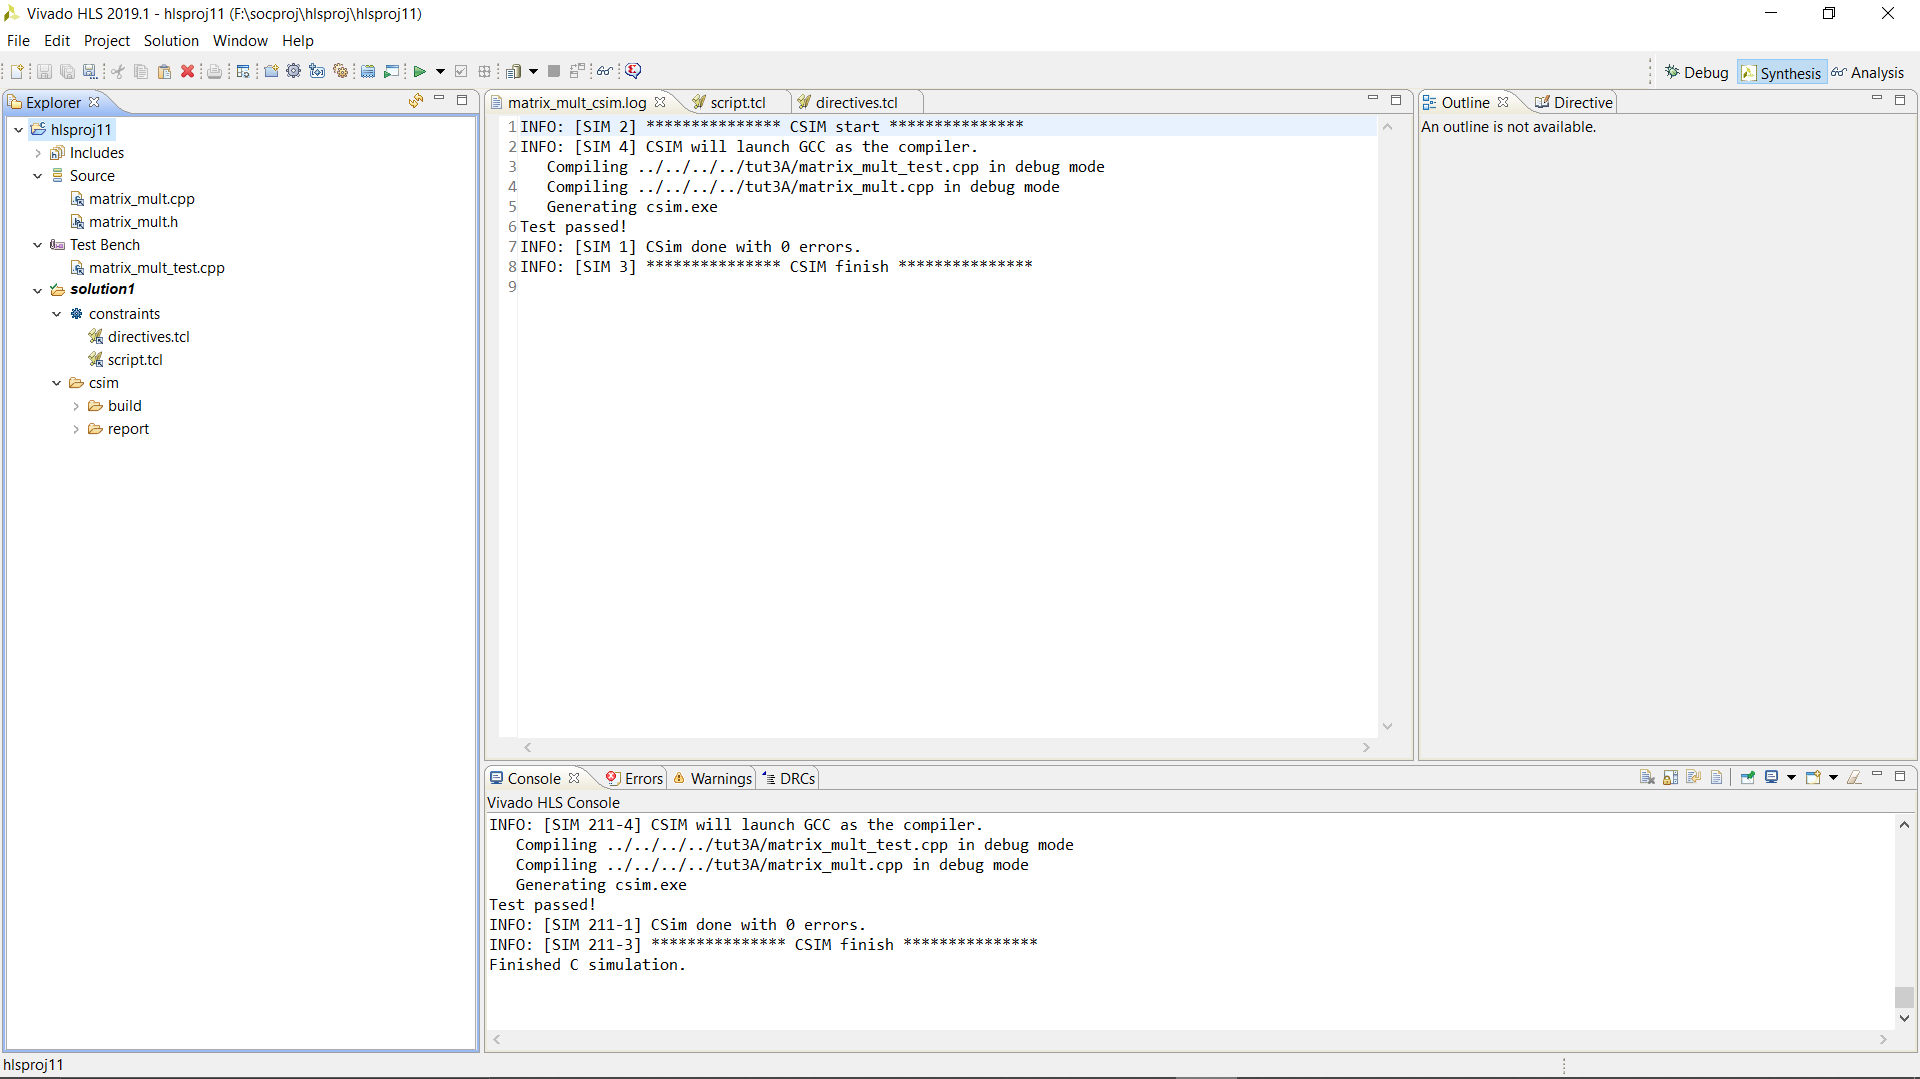 Vivado HLS 2019.1 - hlsproj11 (F:\socproj\hlsproj\hlsproj11)
File Edit Project Solution Window Help
Debug Synthesis Analysis
Explorer
hlsproj11
Includes
Source
matrix_mult.cpp
matrix_mult.h
Test Bench
matrix_mult_test.cpp
solution1
constraints
directives.tcl
script.tcl
csim
build
report
matrix_mult_csim.log script.tcl directives.tcl
1 INFO: [SIM 2] *************** CSIM start ***************
2 INFO: [SIM 4] CSIM will launch GCC as the compiler.
3 Compiling ../../../../tut3A/matrix_mult_test.cpp in debug mode
4 Compiling ../../../../tut3A/matrix_mult.cpp in debug mode
5 Generating csim.exe
6 Test passed!
7 INFO: [SIM 1] CSim done with 0 errors.
8 INFO: [SIM 3] *************** CSIM finish ***************
9
Outline Directive
An outline is not available.
Console Errors Warnings DRCs
Vivado HLS Console
INFO: [SIM 211-4] CSIM will launch GCC as the compiler.
Compiling ../../../../tut3A/matrix_mult_test.cpp in debug mode
Compiling ../../../../tut3A/matrix_mult.cpp in debug mode
Generating csim.exe
Test passed!
INFO: [SIM 211-1] CSim done with 0 errors.
INFO: [SIM 211-3] *************** CSIM finish ***************
Finished C simulation.
hlsproj11